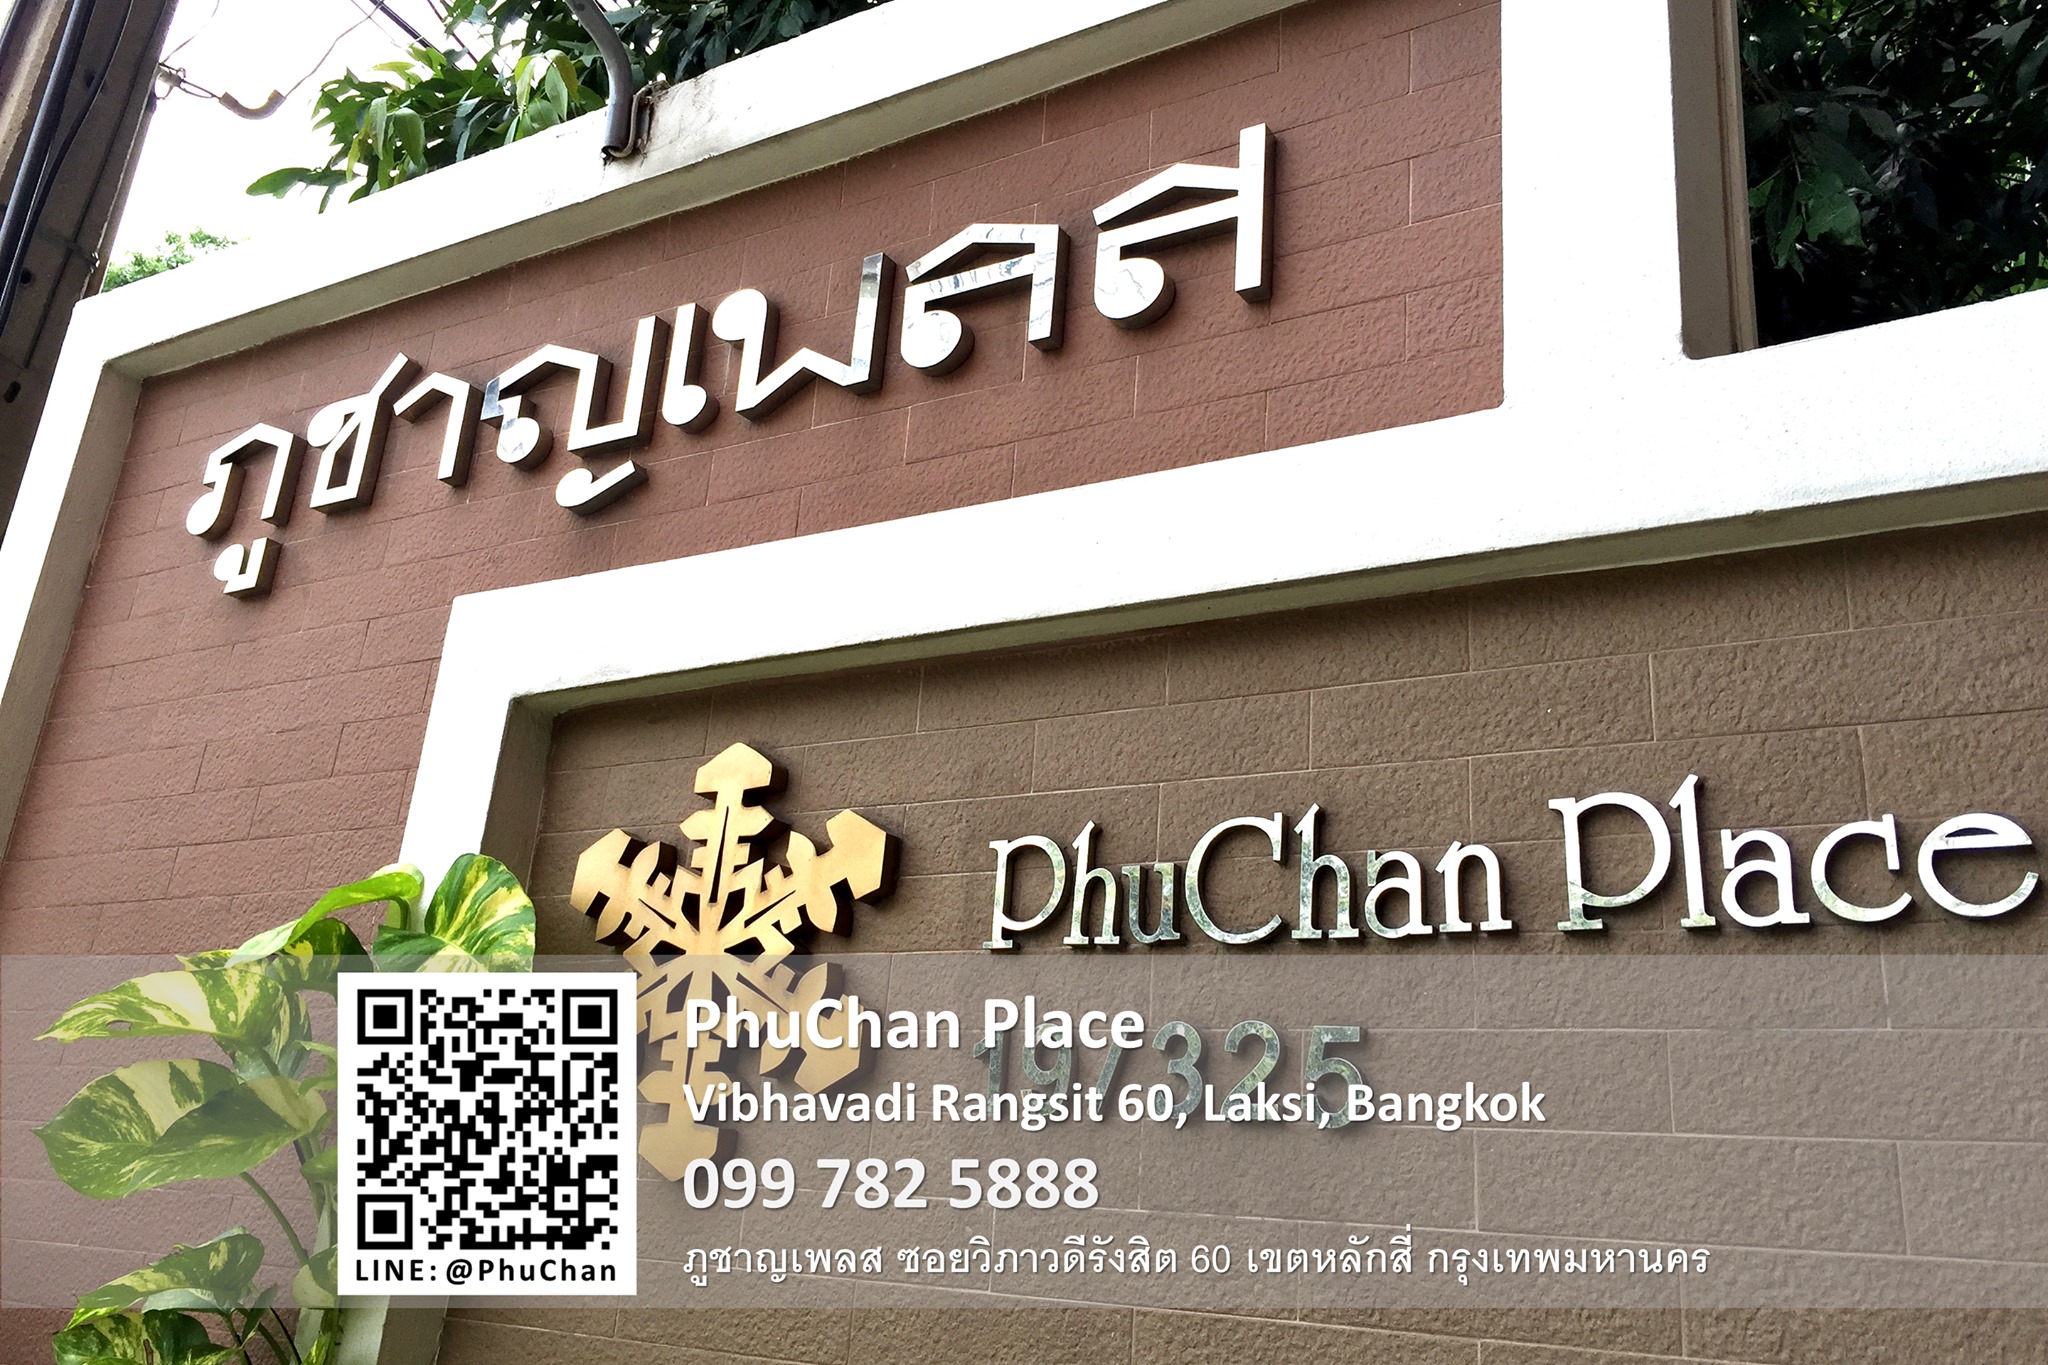 ภูชาญเพลส
PhuChan Place
19/325
PhuChan Place
Vibhavadi Rangsit 60, Laksi, Bangkok
099 782 5888
ภูชาญเพลส ซอยวิภาวดีรังสิต 60 เขตหลักสี่ กรุงเทพมหานคร
LINE: @PhuChan